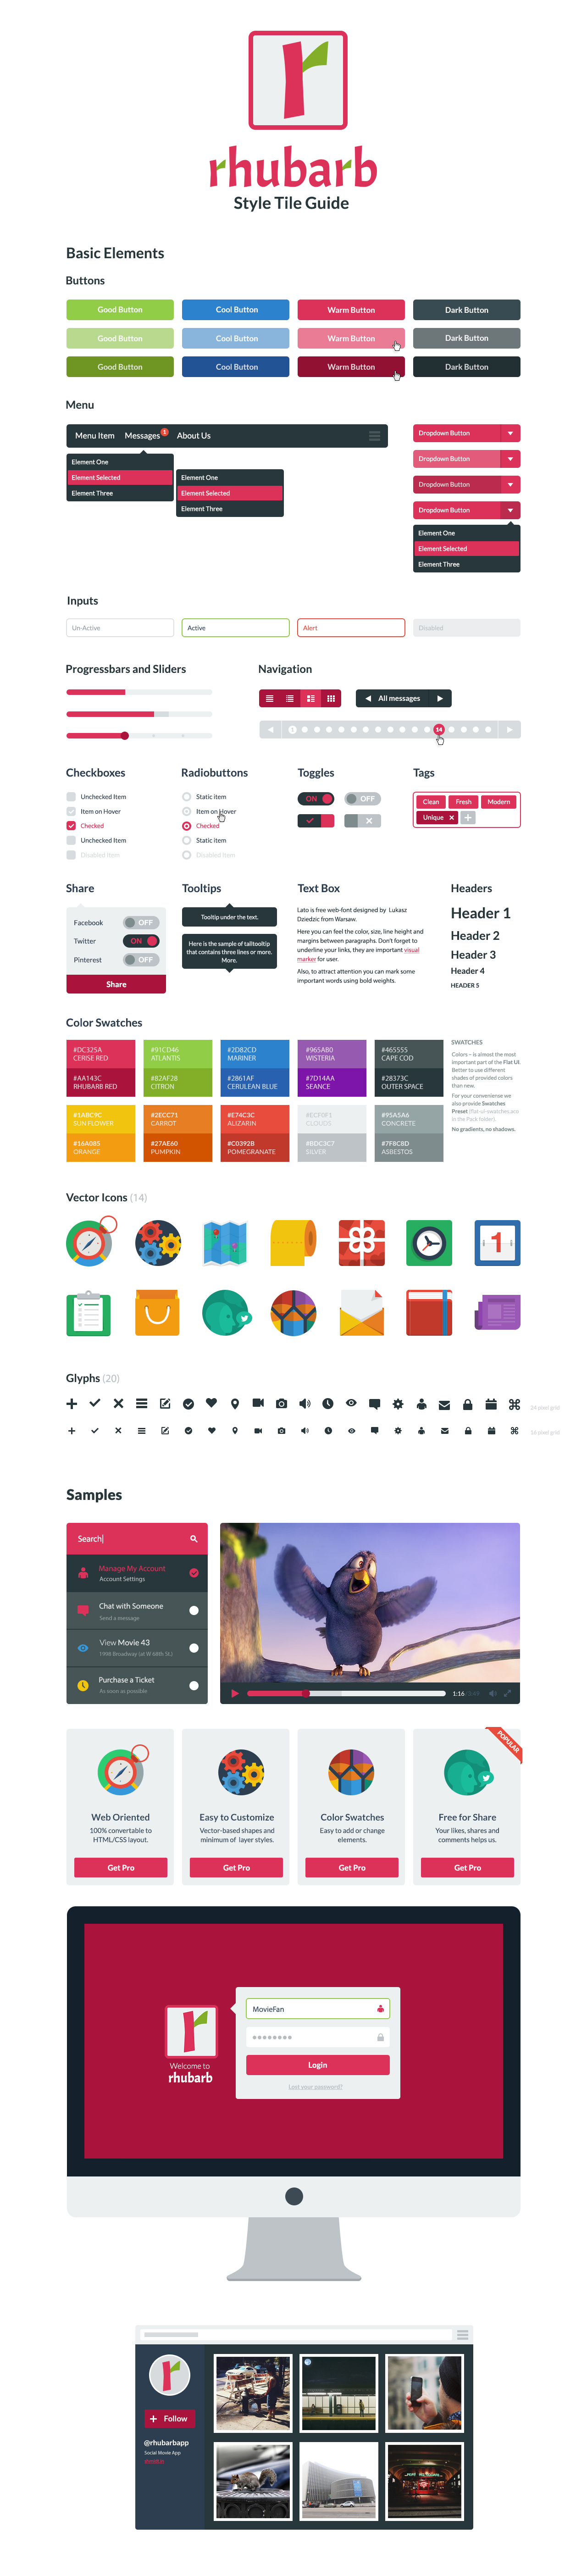 r
rhubarb
Style Tile Guide
Basic Elements
Buttons
Good Button Cool Button Warm Button Dark Button
Good Button Cool Button Warm Button Dark Button
Good Button Cool Button Warm Button Dark Button
Menu
Menu Item Messages 1 About Us
Element One
Element Selected
Element Three
Element One
Element Selected
Element Three
Dropdown Button
Dropdown Button
Dropdown Button
Dropdown Button
Element One
Element Selected
Element Three
Inputs
Un-Active Active Alert Disabled
Progressbars and Sliders
Navigation
All messages
14
Checkboxes
Unchecked Item
Item on Hover
Checked
Unchecked Item
Disabled Item
Radiobuttons
Static item
Item on Hover
Checked
Static item
Disabled Item
Toggles
ON OFF
Tags
Clean Fresh Modern
Unique
Share
Facebook OFF
Twitter ON
Pinterest OFF
Share
Tooltips
Tooltip under the text.
Here is the sample of talltooltip
that contains three lines or more.
More.
Text Box
Lato is free web-font designed by Lukasz
Dziedzic from Warsaw.
Here you can feel the color, size, line height and
margins between paragraphs. Don't forget to
underline your links, they are important visual
marker for user.
Also, to attract attention you can mark some
important words using bold weights.
Headers
Header 1
Header 2
Header 3
Header 4
HEADER 5
Color Swatches
#DC325A
CERISE RED
#AA143C
RHUBARB RED
#91CD46
ATLANTIS
#82AF28
CITRON
#2D82CD
MARINER
#2B61AF
CERULEAN BLUE
#965AB0
WISTERIA
#7D14AA
SEANCE
#465555
CAPE COD
#28373C
OUTER SPACE
#1ABC9C
SUN FLOWER
#16A085
ORANGE
#2ECC71
CARROT
#27AE60
PUMPKIN
#E74C3C
ALIZARIN
#C0392B
POMEGRANATE
#ECF0F1
CLOUDS
#BDC3C7
SILVER
#95A5A6
CONCRETE
#7F8C8D
ASBESTOS
SWATCHES
Colors – is almost the most
important part of the Flat UI.
Better to use different
shades of provided colors
than new.
For your convenience we
also provide Swatches
Preset (flat-ui-swatches.aco
in the Pack folder).
No gradients, no shadows.
Vector Icons (14)
1
Glyphs (20)
24 pixel grid
16 pixel grid
Samples
Search
Manage My Account
Account Settings
Chat with Someone
Send a message
View Movie 43
1998 Broadway (at W 68th St.)
Purchase a Ticket
As soon as possible
1:16
Web Oriented
100% convertable to
HTML/CSS layout.
Get Pro
Easy to Customize
Vector-based shapes and
minimum of layer styles.
Get Pro
Color Swatches
Easy to add or change
elements.
Get Pro
POPULAR
Free for Share
Your likes, shares and
comments helps us.
Get Pro
r
Welcome to
rhubarb
MovieFan
Login
Lost your password?
r
Follow
@rhubarbapp
Social Movie App